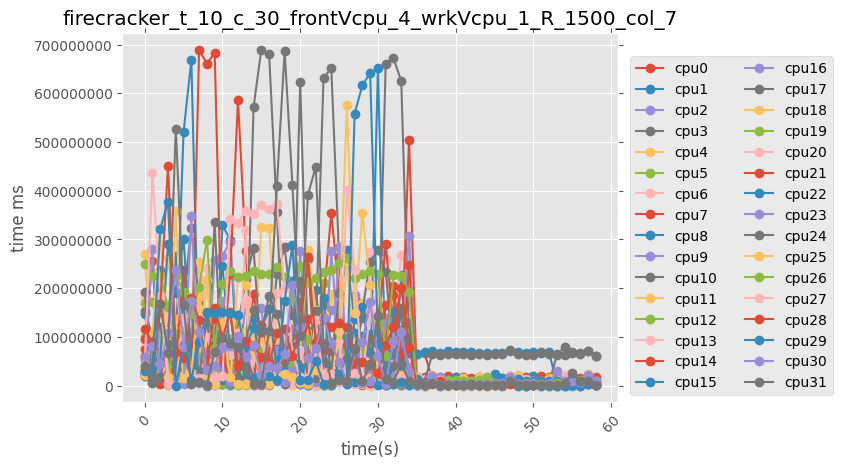 firecracker_t_10_c_30_frontVcpu_4_wrkVcpu_1_R_1500_col_7
700000000
600000000
500000000
400000000
300000000
200000000
100000000
0
time ms
0
10
20
30
40
50
60
time(s)
cpu0
cpu1
cpu2
cpu3
cpu4
cpu5
cpu6
cpu7
cpu8
cpu9
cpu10
cpu11
cpu12
cpu13
cpu14
cpu15
cpu16
cpu17
cpu18
cpu19
cpu20
cpu21
cpu22
cpu23
cpu24
cpu25
cpu26
cpu27
cpu28
cpu29
cpu30
cpu31